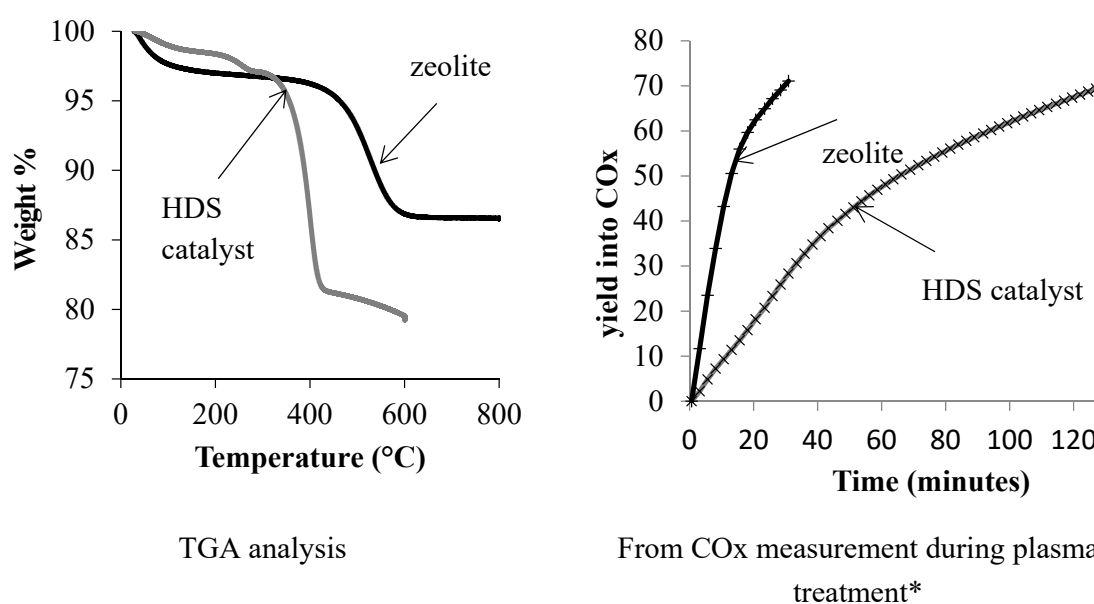 100
95
90
85
80
75
0
200
400
600
800
Weight %
Temperature (°C)
zeolite
HDS
catalyst
TGA analysis
80
70
60
50
40
30
20
10
0
0
20
40
60
80
100
120
yield into COx
Time (minutes)
zeolite
HDS catalyst
From COx measurement during plasma
treatment*